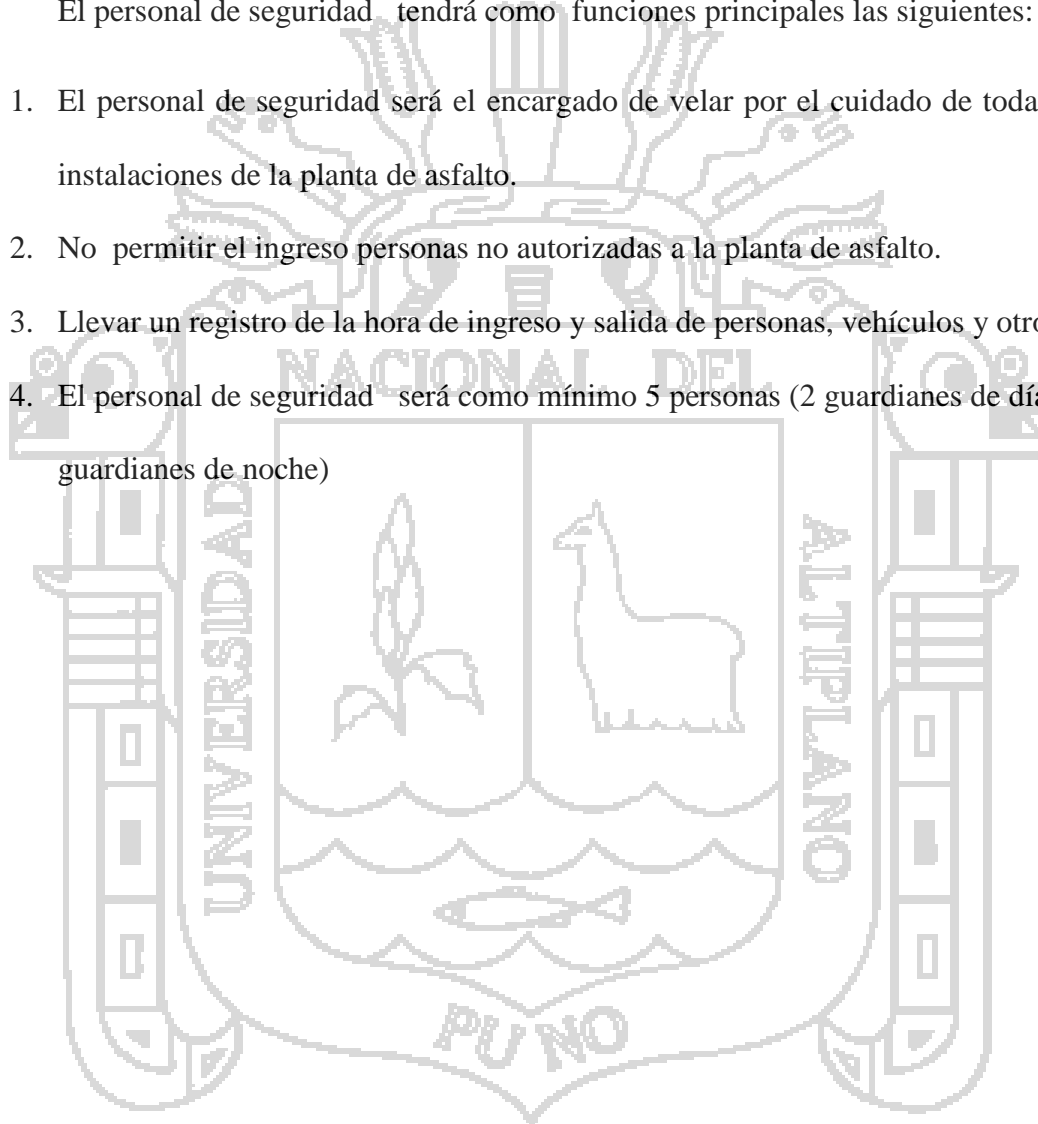 El personal de seguridad tendrá como funciones principales las siguientes:
1. El personal de seguridad será el encargado de velar por el cuidado de toda
instalaciones de la planta de asfalto.
2. No permitir el ingreso personas no autorizadas a la planta de asfalto.
3. Llevar un registro de la hora de ingreso y salida de personas, vehículos y otro
NACIONAL DEL
4. El personal de seguridad será como mínimo 5 personas (2 guardianes de día
guardianes de noche)
UNIVERSIDAD
ALTIPLANO
PUNO